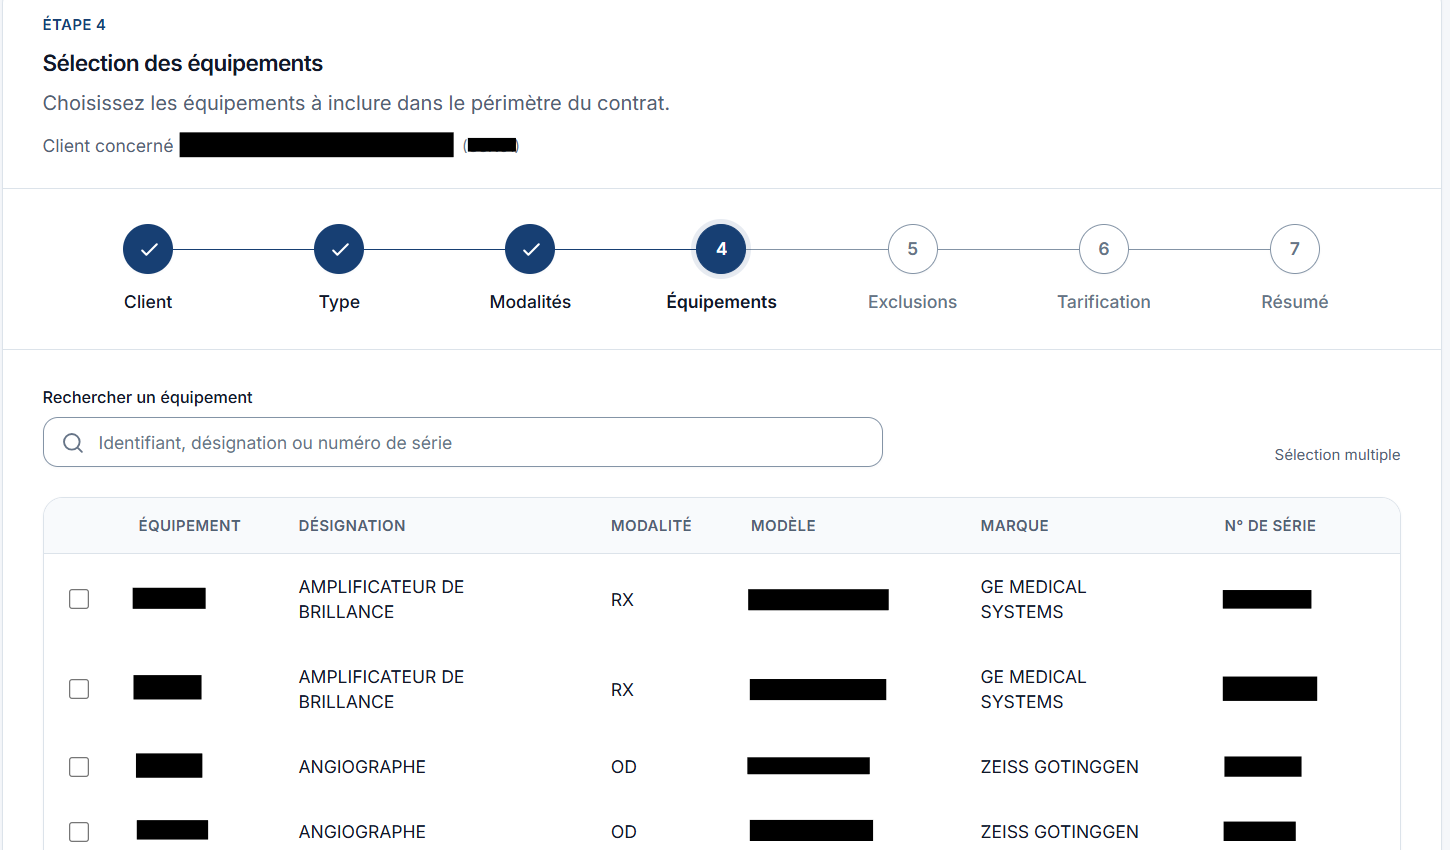 ÉTAPE 4
Sélection des équipements
Choisissez les équipements à inclure dans le périmètre du contrat.
Client concerné
4
5
6
7
Client
Type
Modalités
Équipements
Exclusions
Tarification
Résumé
Rechercher un équipement
Identifiant, désignation ou numéro de série
Sélection multiple
ÉQUIPEMENT DÉSIGNATION MODALITÉ MODÈLE MARQUE N° DE SÉRIE
AMPLIFICATEUR DE
BRILLANCE
RX
GE MEDICAL
SYSTEMS
AMPLIFICATEUR DE
BRILLANCE
RX
GE MEDICAL
SYSTEMS
ANGIOGRAPHE OD ZEISS GOTINGGEN
ANGIOGRAPHE OD ZEISS GOTINGGEN